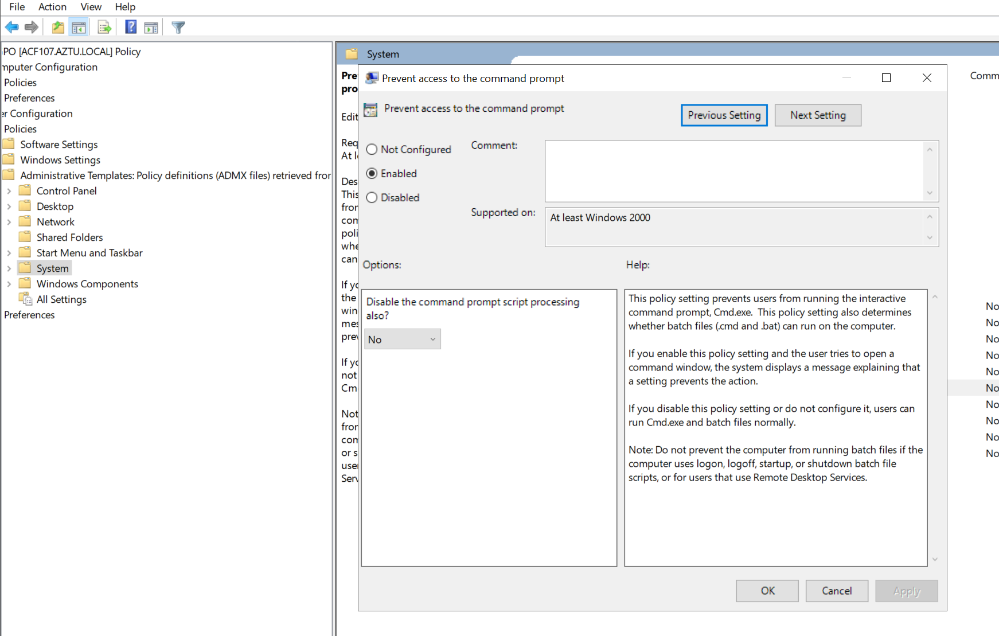 File Action View Help
PO [ACF107.AZTU.LOCAL] Policy
mputer Configuration
Policies
Preferences
er Configuration
Policies
Software Settings
Windows Settings
Administrative Templates: Policy definitions (ADMX files) retrieved fror
Control Panel
Desktop
Network
Shared Folders
Start Menu and Taskbar
System
Windows Components
All Settings
Preferences
System
Pre
pro
Edit
Req
At le
Des
This
from
com
poli
whe
can
If yo
the
win
mes
prev
If yo
not
Cm
Not
from
com
or s
user
Serv
Comm
No
No
No
No
No
No
No
No
No
No
Prevent access to the command prompt
Prevent access to the command prompt
Previous Setting
Next Setting
Not Configured
Enabled
Disabled
Comment:
Supported on:
At least Windows 2000
Options:
Help:
Disable the command prompt script processing
also?
No
This policy setting prevents users from running the interactive
command prompt, Cmd.exe. This policy setting also determines
whether batch files (.cmd and .bat) can run on the computer.
If you enable this policy setting and the user tries to open a
command window, the system displays a message explaining that
a setting prevents the action.
If you disable this policy setting or do not configure it, users can
run Cmd.exe and batch files normally.
Note: Do not prevent the computer from running batch files if the
computer uses logon, logoff, startup, or shutdown batch file
scripts, or for users that use Remote Desktop Services.
OK
Cancel
Apply